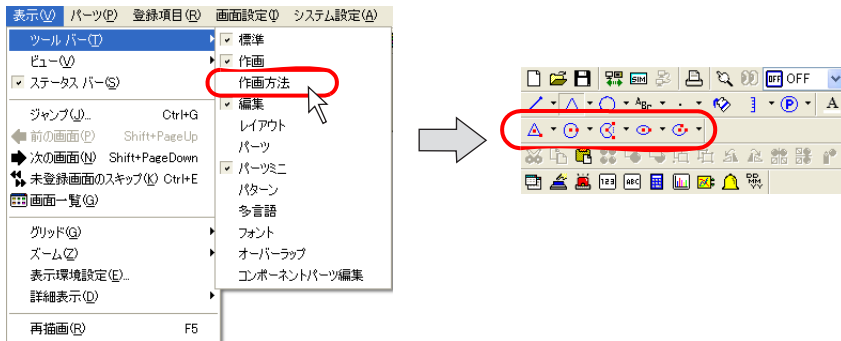 表示(V) パーツ(P) 登録項目(R) 画面設定(I) システム設定(A)
ツール バー(T)
ビュー(V)
ステータス バー(S)
ジャンプ(J)... Ctrl+G
前の画面(P) Shift+PageUp
次の画面(N) Shift+PageDown
未登録画面のスキップ(K) Ctrl+E
画面一覧(G)
グリッド(G)
ズーム(Z)
表示環境設定(E)...
詳細表示(D)
再描画(R) F5
標準
作画
作画方法
編集
レイアウト
パーツ
パーツミニ
パターン
多言語
フォント
オーバーラップ
コンポーネントパーツ編集
SIM OFF OFF
ABC P A
123 ABC